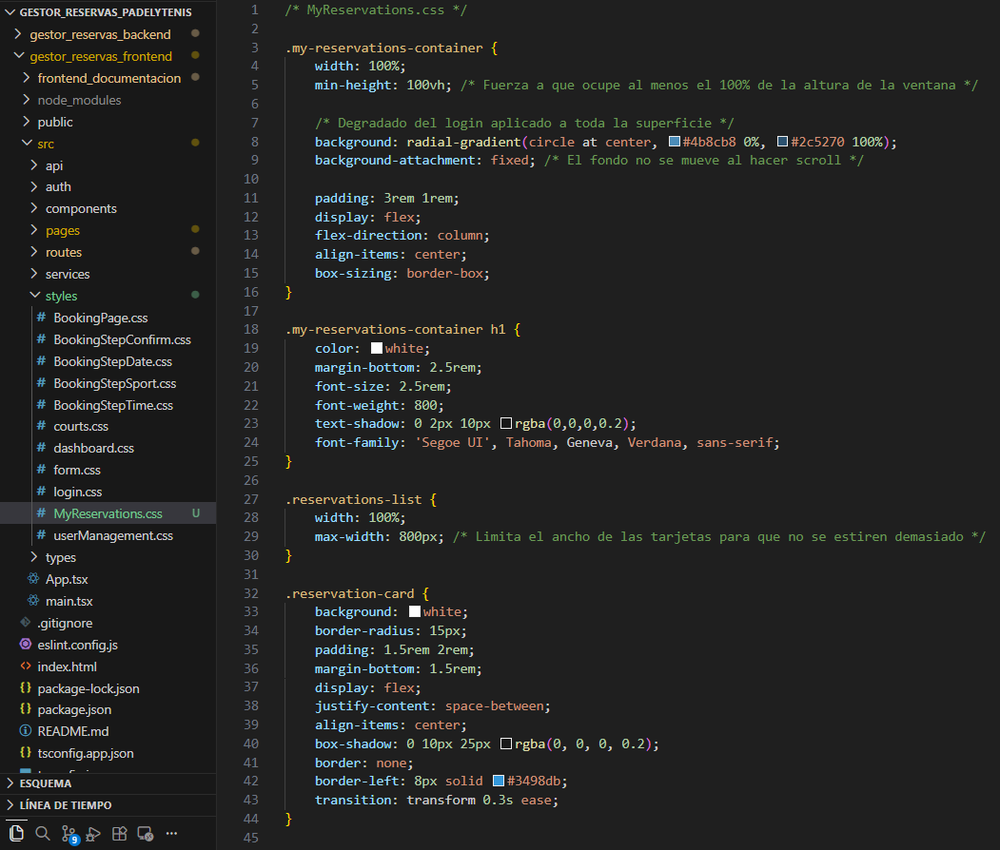 GESTOR_RESERVAS_PADELYTENIS
gestor_reservas_backend
gestor_reservas_frontend
frontend_documentacion
node_modules
public
src
api
auth
components
pages
routes
services
styles
# BookingPage.css
# BookingStepConfirm.css
# BookingStepDate.css
# BookingStepSport.css
# BookingStepTime.css
# courts.css
# dashboard.css
# form.css
# login.css
# MyReservations.css U
# userManagement.css
types
App.tsx
main.tsx
.gitignore
eslint.config.js
<> index.html
{} package-lock.json
{} package.json
README.md
{} tsconfig.app.json
ESQUEMA
LÍNEA DE TIEMPO
9
1 /* MyReservations.css */
2
3 .my-reservations-container {
4 width: 100%;
5 min-height: 100vh; /* Fuerza a que ocupe al menos el 100% de la altura de la ventana */
6
7 /* Degradado del login aplicado a toda la superficie */
8 background: radial-gradient(circle at center, #4b8cb8 0%, #2c5270 100%);
9 background-attachment: fixed; /* El fondo no se mueve al hacer scroll */
10
11 padding: 3rem 1rem;
12 display: flex;
13 flex-direction: column;
14 align-items: center;
15 box-sizing: border-box;
16 }
17
18 .my-reservations-container h1 {
19 color: white;
20 margin-bottom: 2.5rem;
21 font-size: 2.5rem;
22 font-weight: 800;
23 text-shadow: 0 2px 10px rgba(0,0,0,0.2);
24 font-family: 'Segoe UI', Tahoma, Geneva, Verdana, sans-serif;
25 }
26
27 .reservations-list {
28 width: 100%;
29 max-width: 800px; /* Limita el ancho de las tarjetas para que no se estiren demasiado */
30 }
31
32 .reservation-card {
33 background: white;
34 border-radius: 15px;
35 padding: 1.5rem 2rem;
36 margin-bottom: 1.5rem;
37 display: flex;
38 justify-content: space-between;
39 align-items: center;
40 box-shadow: 0 10px 25px rgba(0, 0, 0, 0.2);
41 border: none;
42 border-left: 8px solid #3498db;
43 transition: transform 0.3s ease;
44 }
45